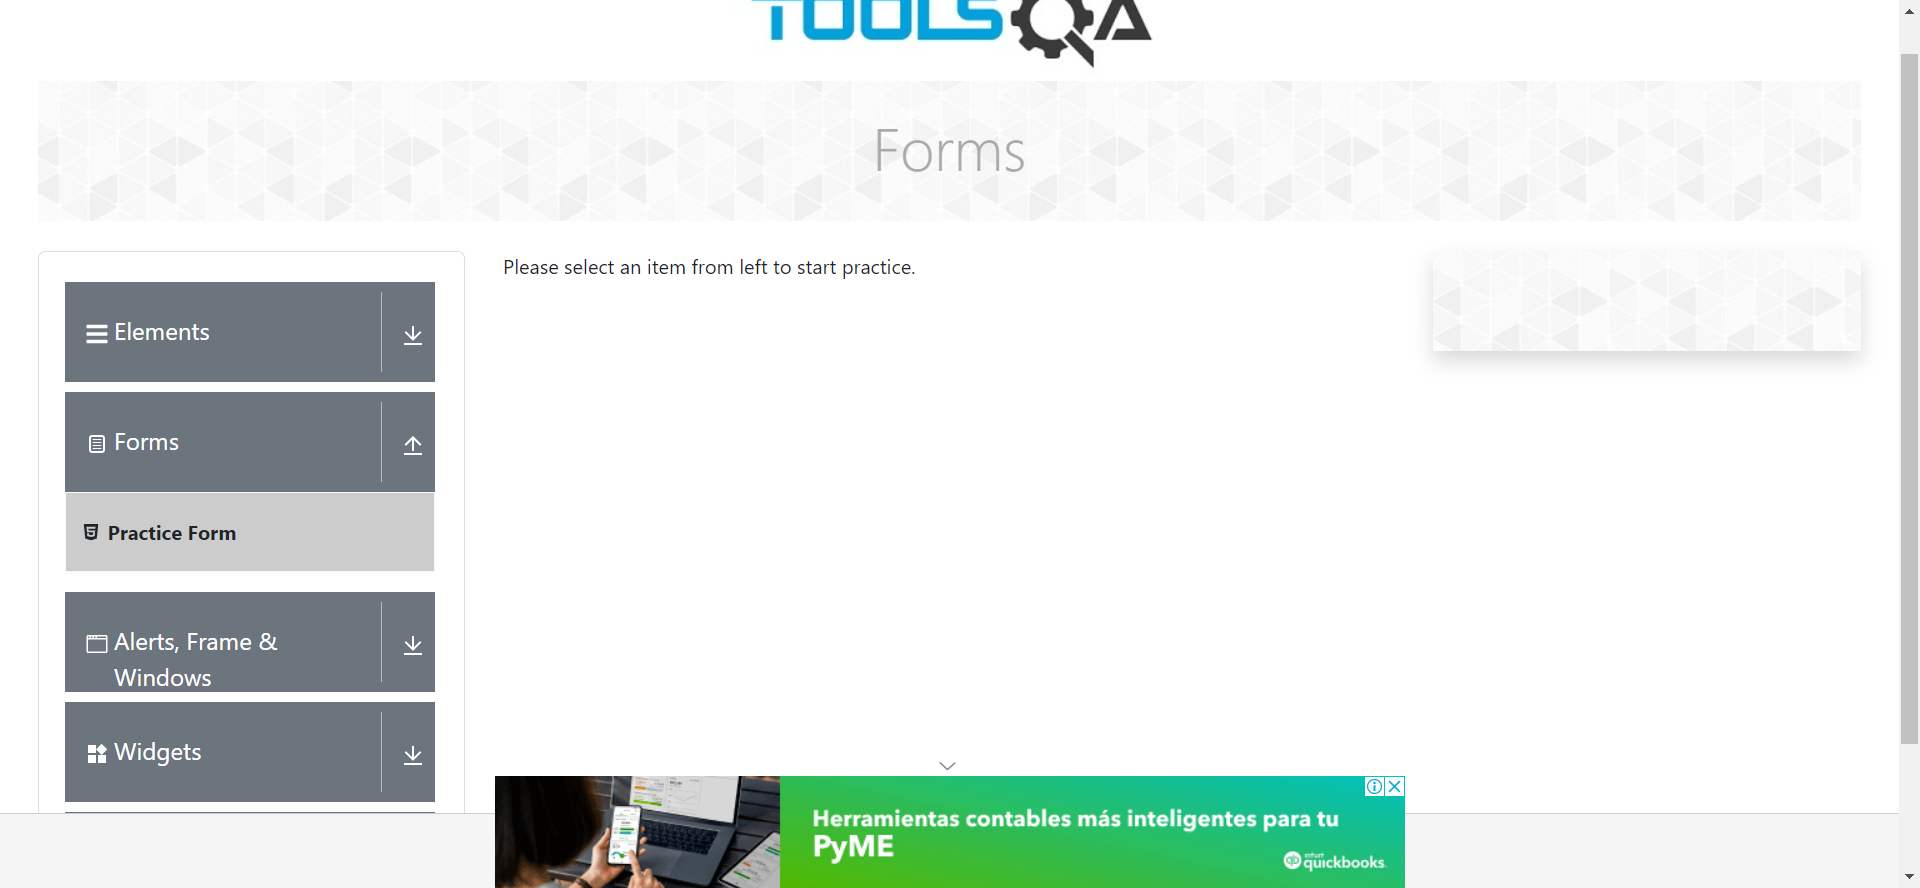 TOOLSQA
Forms
Please select an item from left to start practice.
Elements
Forms
Practice Form
Alerts, Frame &
Windows
Widgets
Herramientas contables más inteligentes para tu
PyME
intuit
quickbooks.